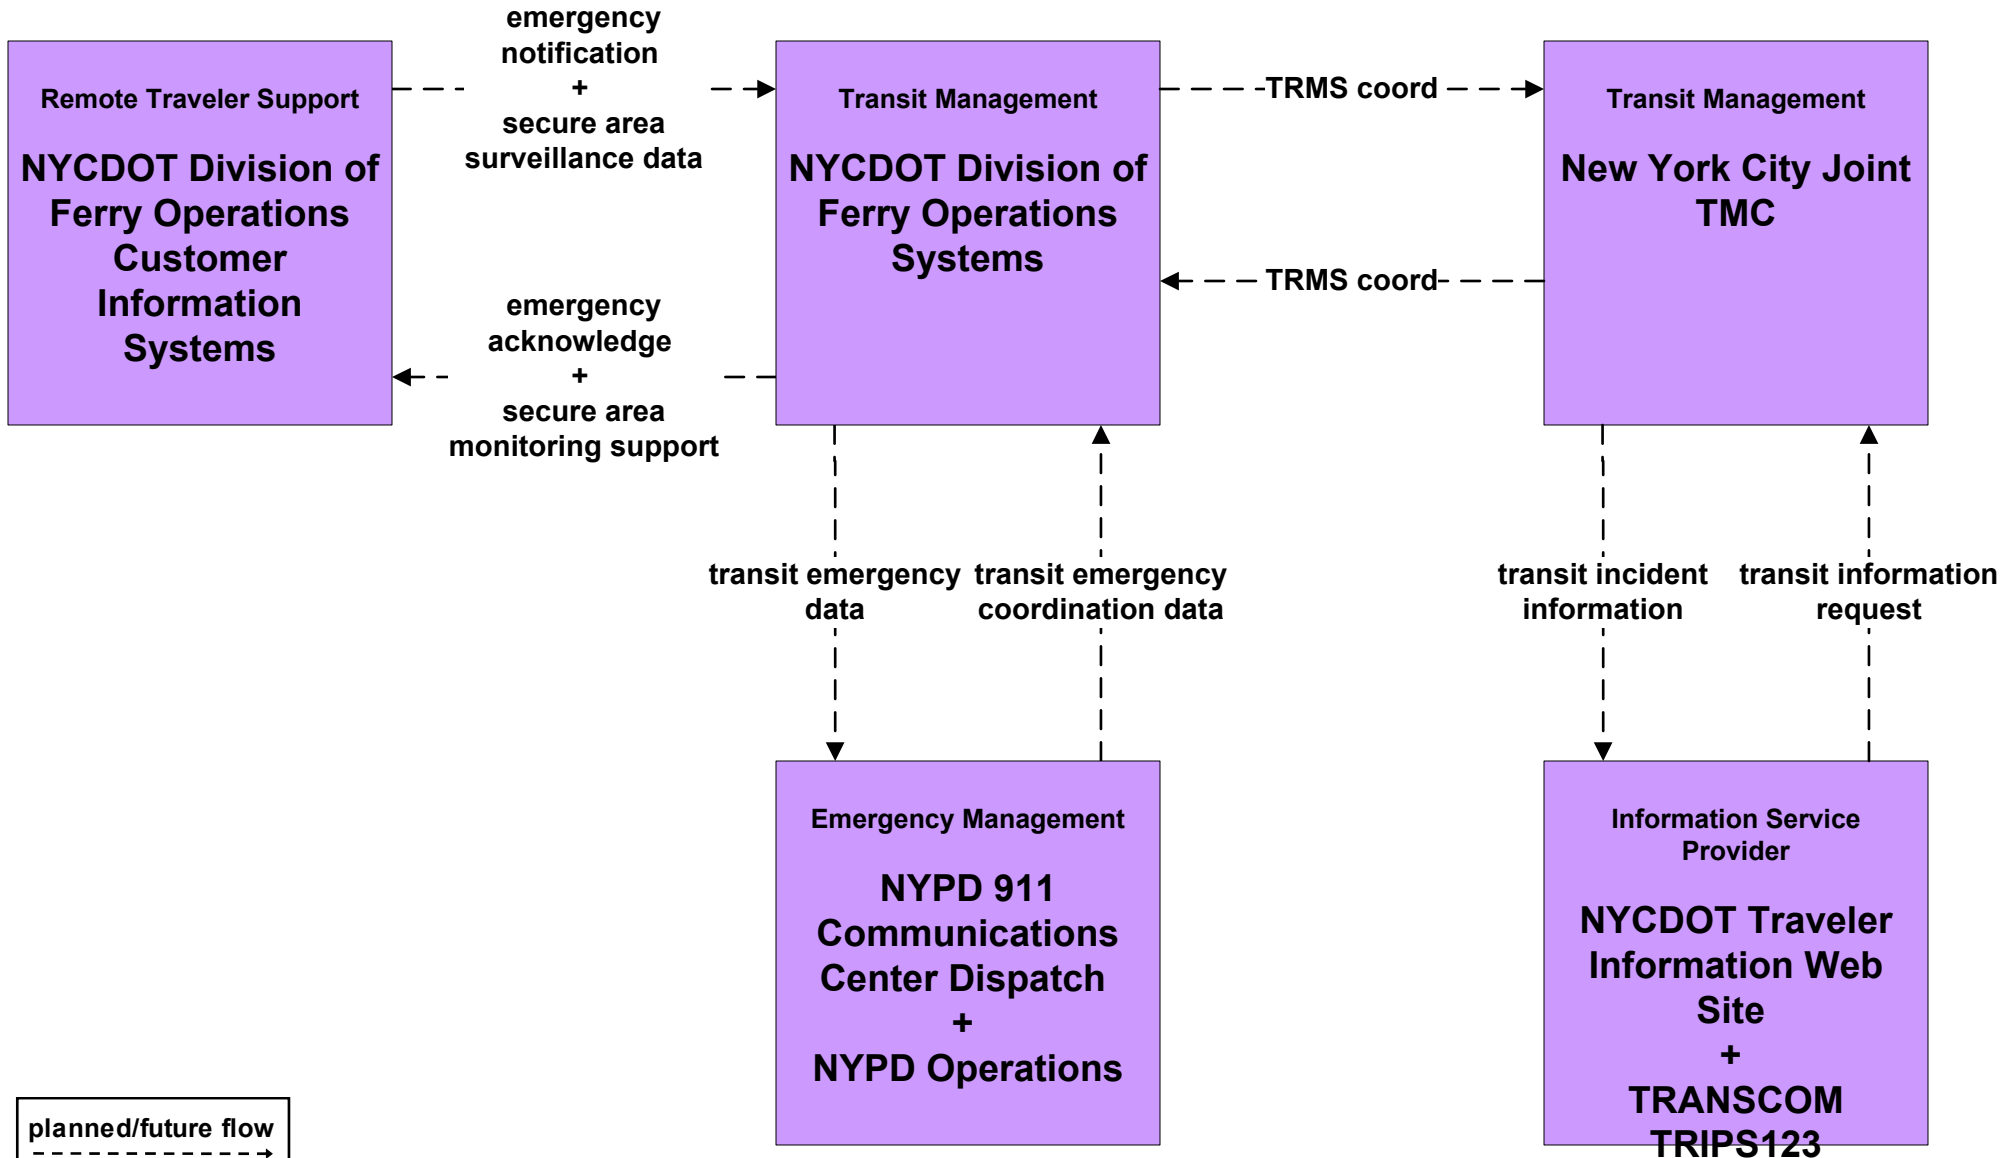 emergency
notification
+
secure area
surveillance data
Remote Traveler Support
NYCDOT Division of
Ferry Operations
Customer
Information
Systems
Transit Management
NYCDOT Division of
Ferry Operations
Systems
TRMS coord
TRMS coord
Transit Management
New York City Joint
TMC
emergency
acknowledge
+
secure area
monitoring support
transit emergency
data
transit emergency
coordination data
transit incident
information
transit information
request
Emergency Management
NYPD 911
Communications
Center Dispatch
+
NYPD Operations
Information Service
Provider
NYCDOT Traveler
Information Web
Site
+
TRANSCOM
TRIPS123
planned/future flow